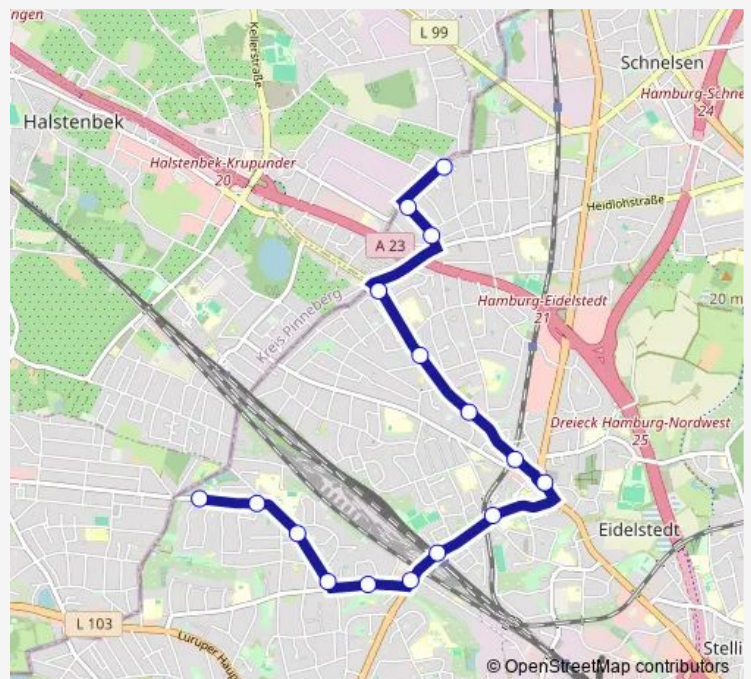 ngen
L 99
Kellerstraße
Schnelsen
Hamburg-Schne
24
Halstenbek
Halstenbek-Krupunder
20
Heidlohstraße
A 23
20 m
Hamburg-Eidelstedt
21
Kreis Pinneberg
Dreieck Hamburg-Nordwest
25
Eidelstedt
L 103
Luruper Haup
Stelli
© OpenStreetMap contributors